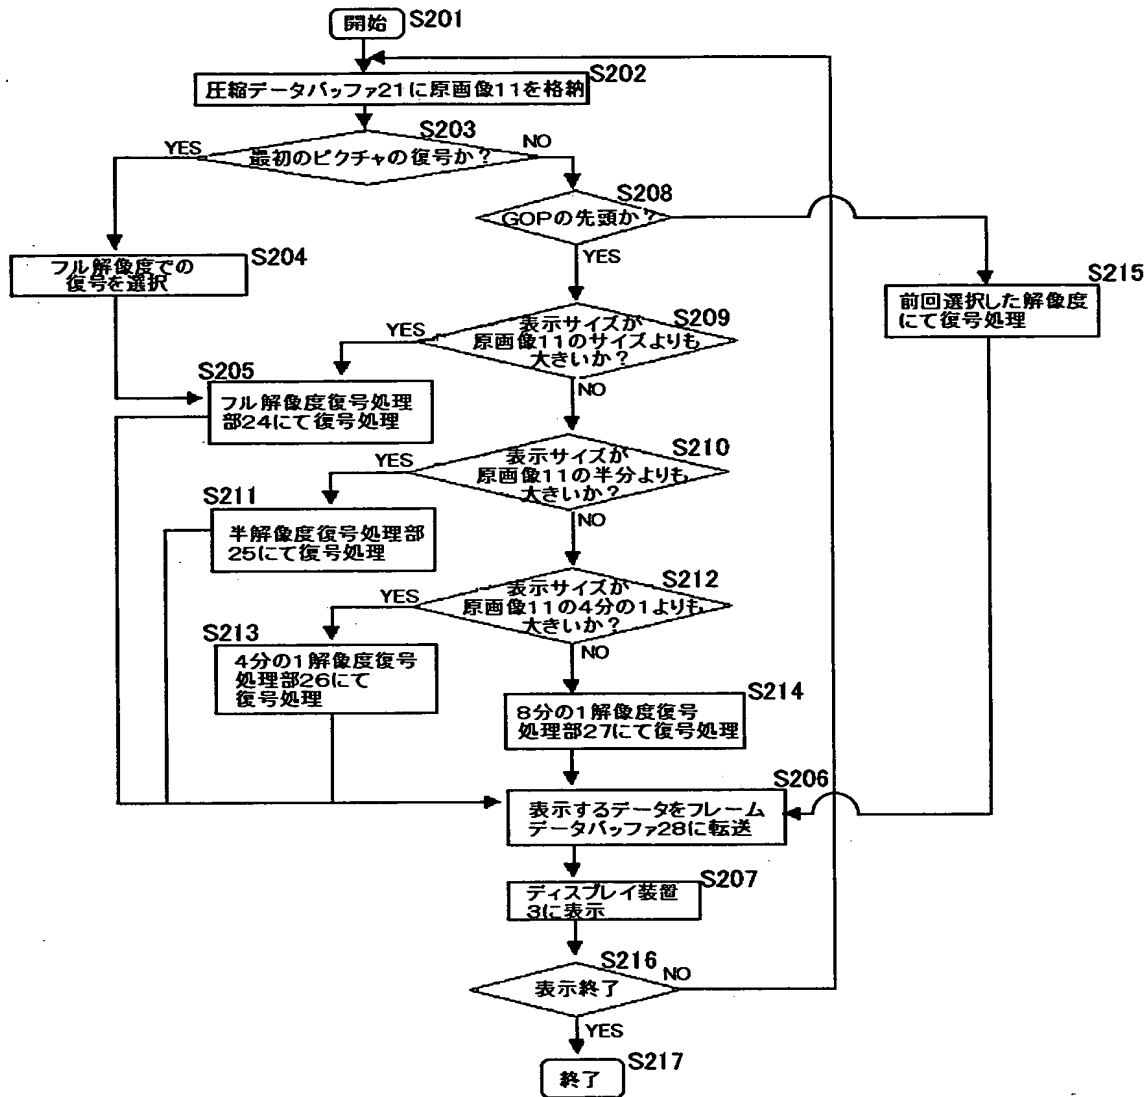 開始
S201
S202
圧縮データバッファ21に原画像11を格納
S203
YES
NO
最初のピクチャの復号か？
S208
GOPの先頭か？
YES
S204
フル解像度での
復号を選択
S215
前回選択した解像度
にて復号処理
S209
YES
表示サイズが
原画像11のサイズよりも
大きいか？
NO
S205
フル解像度復号処理
部24にて復号処理
S210
YES
表示サイズが
原画像11の半分よりも
大きいか？
NO
S211
半解像度復号処理部
25にて復号処理
S212
YES
表示サイズが
原画像11の4分の1よりも
大きいか？
NO
S213
4分の1解像度復号
処理部26にて
復号処理
S214
8分の1解像度復号
処理部27にて復号処理
S206
表示するデータをフレーム
データバッファ28に転送
S207
ディスプレイ装置
3に表示
S216
NO
表示終了
YES
S217
終了